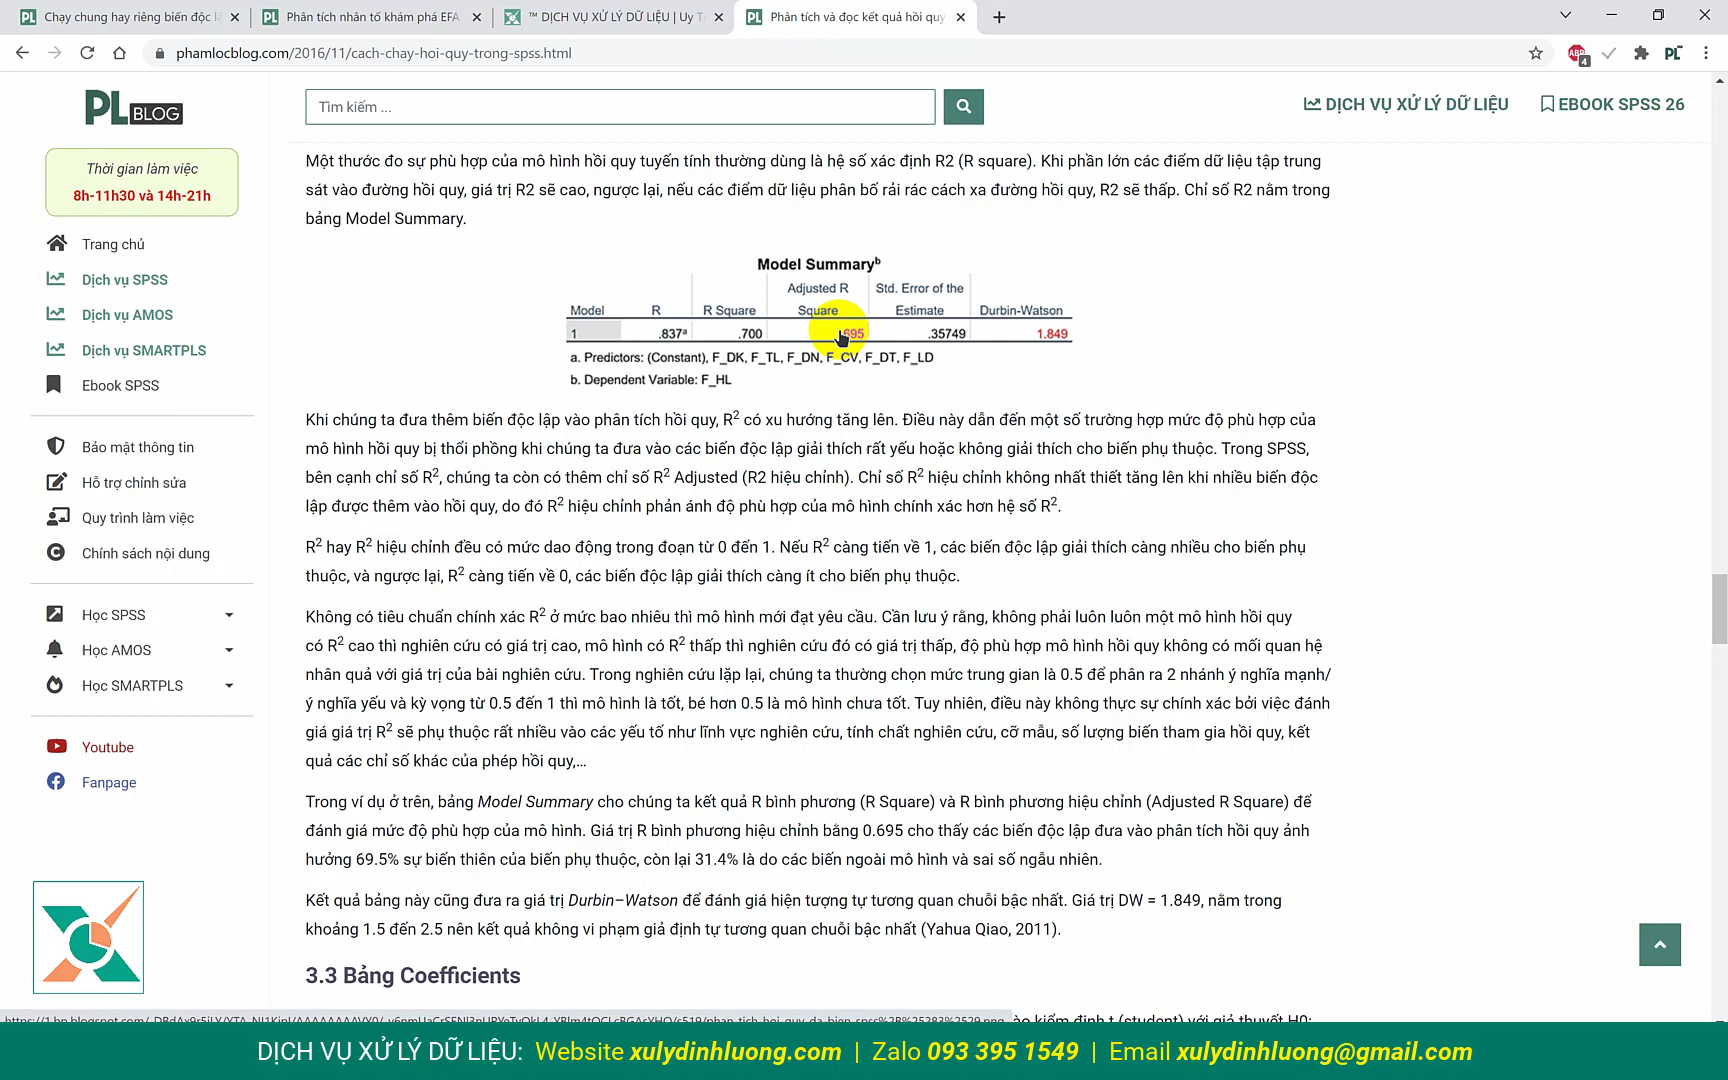 Chạy chung hay riêng biến độc l
Phân tích nhân tố khám phá EFA
™ DỊCH VỤ XỬ LÝ DỮ LIỆU | Uy T
Phân tích và đọc kết quả hồi quy
phamlocblog.com/2016/11/cach-chay-hoi-quy-trong-spss.html
ABP
4
PL
PL BLOG
Tìm kiếm ...
DỊCH VỤ XỬ LÝ DỮ LIỆU
EBOOK SPSS 26
Thời gian làm việc
8h-11h30 và 14h-21h
Trang chủ
Dịch vụ SPSS
Dịch vụ AMOS
Dịch vụ SMARTPLS
Ebook SPSS
Bảo mật thông tin
Hỗ trợ chỉnh sửa
Quy trình làm việc
Chính sách nội dung
Học SPSS
Học AMOS
Học SMARTPLS
Youtube
Fanpage
Một thước đo sự phù hợp của mô hình hồi quy tuyến tính thường dùng là hệ số xác định R2 (R square). Khi phần lớn các điểm dữ liệu tập trung
sát vào đường hồi quy, giá trị R2 sẽ cao, ngược lại, nếu các điểm dữ liệu phân bố rải rác cách xa đường hồi quy, R2 sẽ thấp. Chỉ số R2 nằm trong
bảng Model Summary.
Model Summaryᵇ
Adjusted R Std. Error of the
Model R R Square Square Estimate Durbin-Watson
1 .837ᵃ .700 .695 .35749 1.849
a. Predictors: (Constant), F_DK, F_TL, F_DN, F_CV, F_DT, F_LD
b. Dependent Variable: F_HL
Khi chúng ta đưa thêm biến độc lập vào phân tích hồi quy, R² có xu hướng tăng lên. Điều này dẫn đến một số trường hợp mức độ phù hợp của
mô hình hồi quy bị thổi phồng khi chúng ta đưa vào các biến độc lập giải thích rất yếu hoặc không giải thích cho biến phụ thuộc. Trong SPSS,
bên cạnh chỉ số R², chúng ta còn có thêm chỉ số R² Adjusted (R2 hiệu chỉnh). Chỉ số R² hiệu chỉnh không nhất thiết tăng lên khi nhiều biến độc
lập được thêm vào hồi quy, do đó R² hiệu chỉnh phản ánh độ phù hợp của mô hình chính xác hơn hệ số R².
R² hay R² hiệu chỉnh đều có mức dao động trong đoạn từ 0 đến 1. Nếu R² càng tiến về 1, các biến độc lập giải thích càng nhiều cho biến phụ
thuộc, và ngược lại, R² càng tiến về 0, các biến độc lập giải thích càng ít cho biến phụ thuộc.
Không có tiêu chuẩn chính xác R² ở mức bao nhiêu thì mô hình mới đạt yêu cầu. Cần lưu ý rằng, không phải luôn luôn một mô hình hồi quy
có R² cao thì nghiên cứu có giá trị cao, mô hình có R² thấp thì nghiên cứu đó có giá trị thấp, độ phù hợp mô hình hồi quy không có mối quan hệ
nhân quả với giá trị của bài nghiên cứu. Trong nghiên cứu lặp lại, chúng ta thường chọn mức trung gian là 0.5 để phân ra 2 nhánh ý nghĩa mạnh/
ý nghĩa yếu và kỳ vọng từ 0.5 đến 1 thì mô hình là tốt, bé hơn 0.5 là mô hình chưa tốt. Tuy nhiên, điều này không thực sự chính xác bởi việc đánh
giá giá trị R² sẽ phụ thuộc rất nhiều vào các yếu tố như lĩnh vực nghiên cứu, tính chất nghiên cứu, cỡ mẫu, số lượng biến tham gia hồi quy, kết
quả các chỉ số khác của phép hồi quy,...
Trong ví dụ ở trên, bảng Model Summary cho chúng ta kết quả R bình phương (R Square) và R bình phương hiệu chỉnh (Adjusted R Square) để
đánh giá mức độ phù hợp của mô hình. Giá trị R bình phương hiệu chỉnh bằng 0.695 cho thấy các biến độc lập đưa vào phân tích hồi quy ảnh
hưởng 69.5% sự biến thiên của biến phụ thuộc, còn lại 31.4% là do các biến ngoài mô hình và sai số ngẫu nhiên.
Kết quả bảng này cũng đưa ra giá trị Durbin–Watson để đánh giá hiện tượng tự tương quan chuỗi bậc nhất. Giá trị DW = 1.849, nằm trong
khoảng 1.5 đến 2.5 nên kết quả không vi phạm giả định tự tương quan chuỗi bậc nhất (Yahua Qiao, 2011).
3.3 Bảng Coefficients
kiểm định t (student) với giả thuyết H0:
DỊCH VỤ XỬ LÝ DỮ LIỆU: Website xulydinhluong.com | Zalo 093 395 1549 | Email xulydinhluong@gmail.com